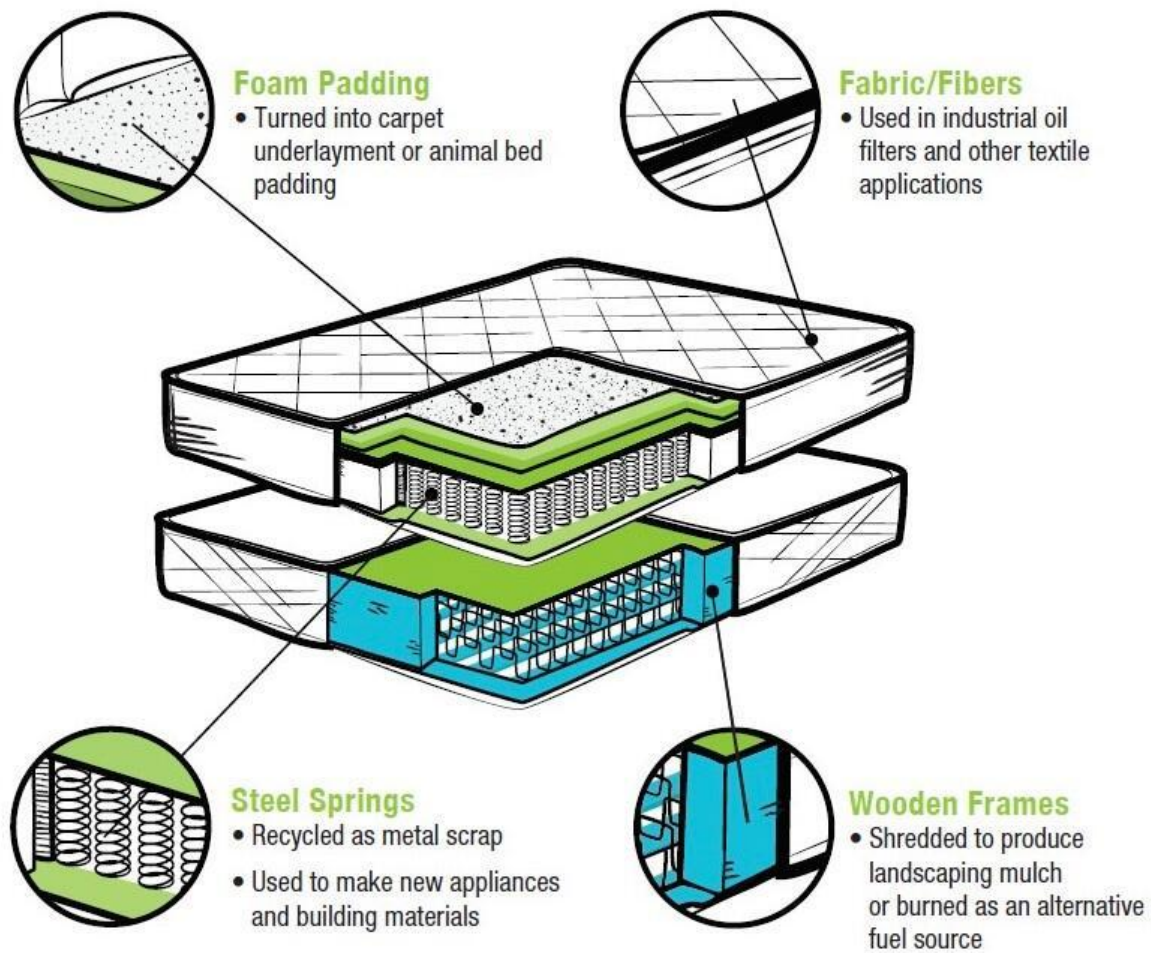 Foam Padding
• Turned into carpet
underlayment or animal bed
padding
Fabric/Fibers
• Used in industrial oil
filters and other textile
applications
Steel Springs
• Recycled as metal scrap
• Used to make new appliances
and building materials
Wooden Frames
• Shredded to produce
landscaping mulch
or burned as an alternative
fuel source